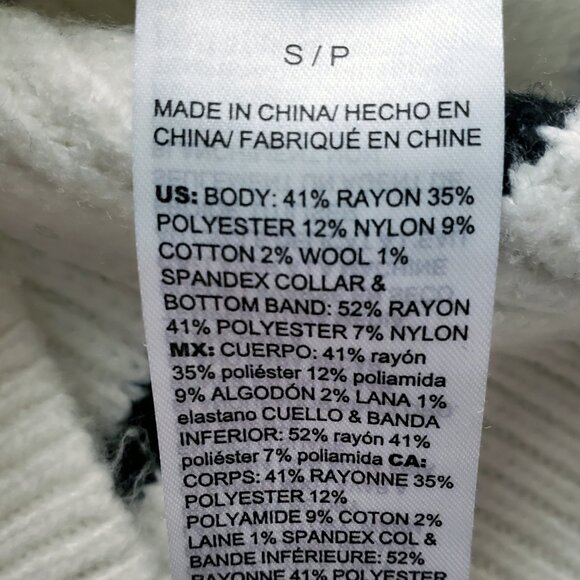 S / P
MADE IN CHINA/ HECHO EN
CHINA/ FABRIQUÉ EN CHINE
US: BODY: 41% RAYON 35%
POLYESTER 12% NYLON 9%
COTTON 2% WOOL 1%
SPANDEX COLLAR &
BOTTOM BAND: 52% RAYON
41% POLYESTER 7% NYLON
MX: CUERPO: 41% rayón
35% poliéster 12% poliamida
9% ALGODÓN 2% LANA 1%
elastano CUELLO & BANDA
INFERIOR: 52% rayón 41%
poliéster 7% poliamida CA:
CORPS: 41% RAYONNE 35%
POLYESTER 12%
POLYAMIDE 9% COTON 2%
LAINE 1% SPANDEX COL &
BANDE INFÉRIEURE: 52%
RAYONNE 41% POLYESTER